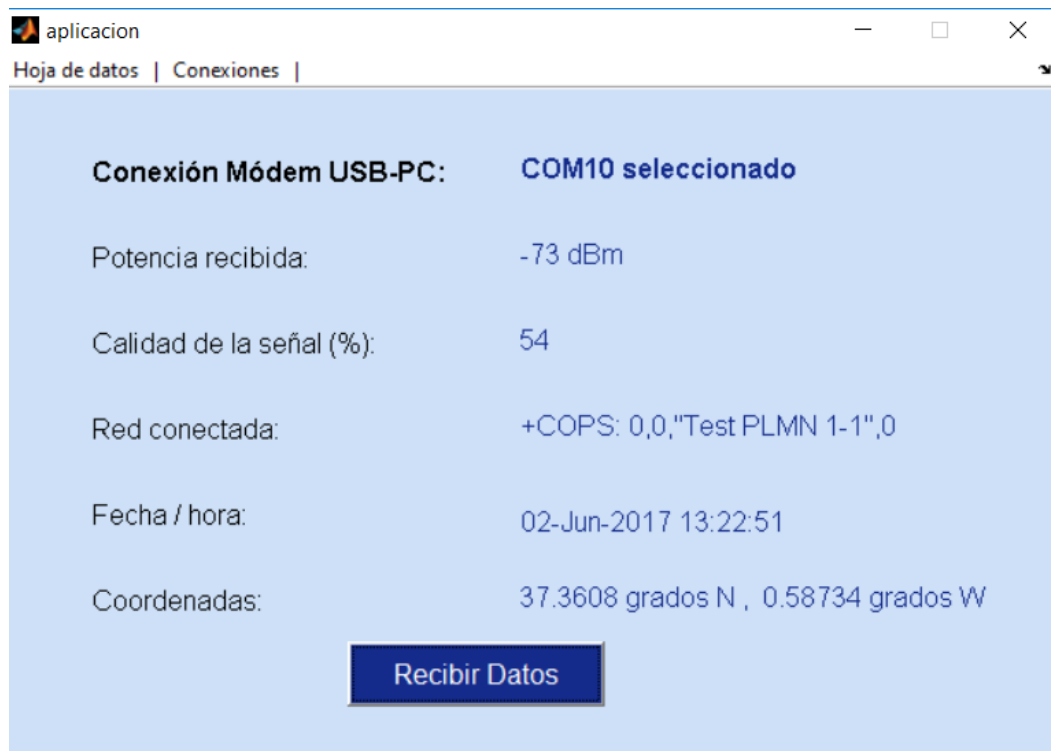 aplicacion
Hoja de datos | Conexiones |
Conexión Módem USB-PC: COM10 seleccionado
Potencia recibida: -73 dBm
Calidad de la señal (%): 54
Red conectada: +COPS: 0,0,"Test PLMN 1-1",0
Fecha / hora: 02-Jun-2017 13:22:51
Coordenadas: 37.3608 grados N , 0.58734 grados W
Recibir Datos